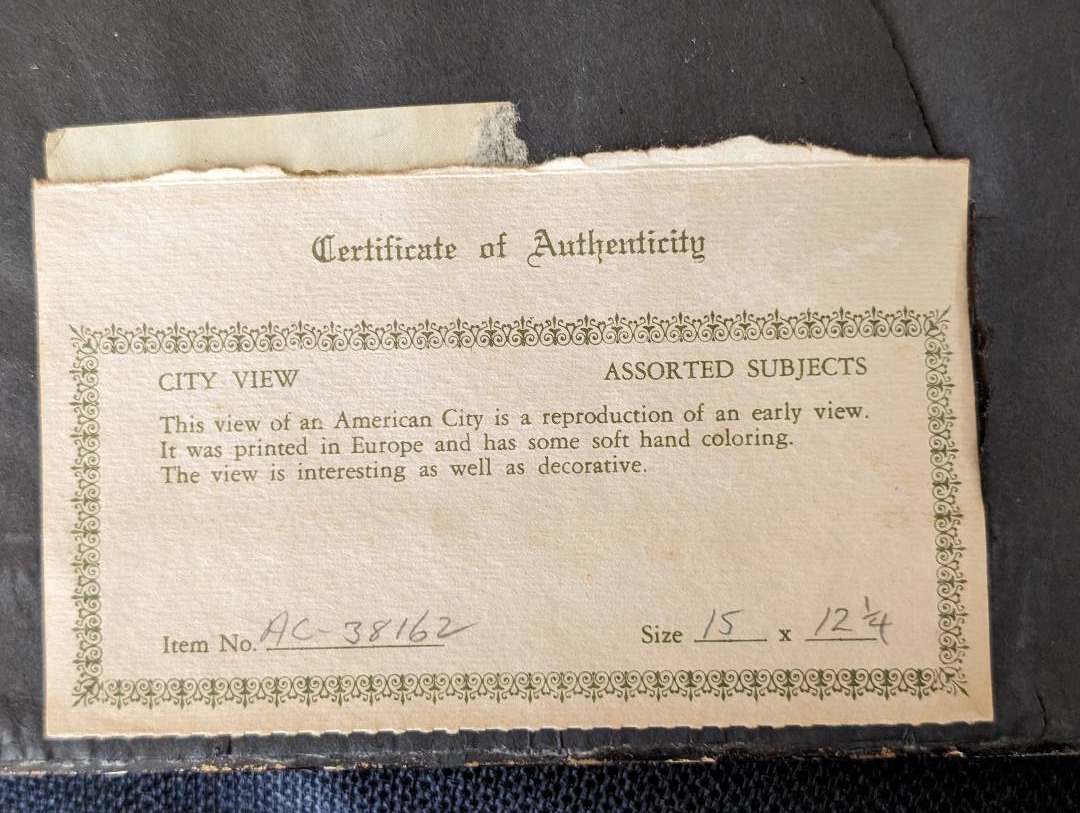 Certificate of Authenticity
CITY VIEW ASSORTED SUBJECTS
This view of an American City is a reproduction of an early view.
It was printed in Europe and has some soft hand coloring.
The view is interesting as well as decorative.
Item No. AC-38162 Size 15 x 12 1/4